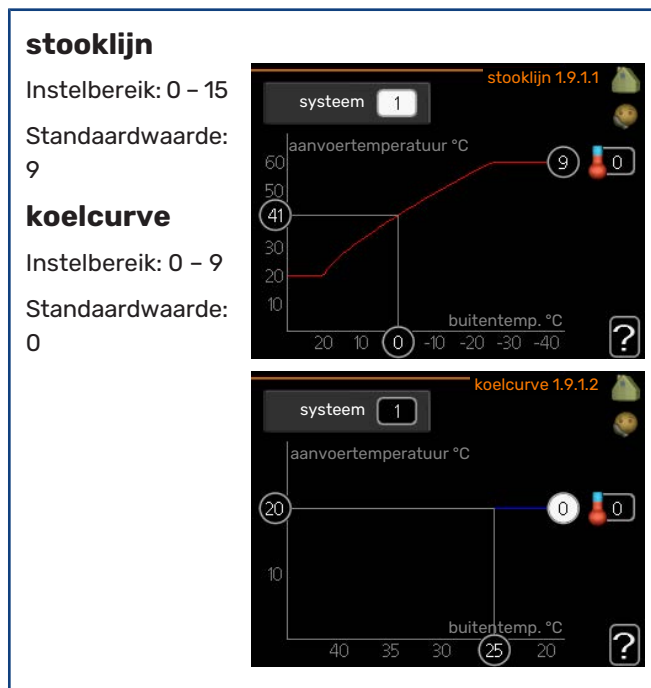 stooklijn
Instelbereik: 0 – 15
Standaardwaarde:
9
koelcurve
Instelbereik: 0 – 9
Standaardwaarde:
0
stooklijn 1.9.1.1
systeem 1
aanvoertemperatuur °C
60
9
0
50
41
30
20
10
buitentemp. °C
20 10 0 -10 -20 -30 -40
?
koelcurve 1.9.1.2
systeem 1
aanvoertemperatuur °C
20
0
0
10
buitentemp. °C
40 35 30 25 20
?